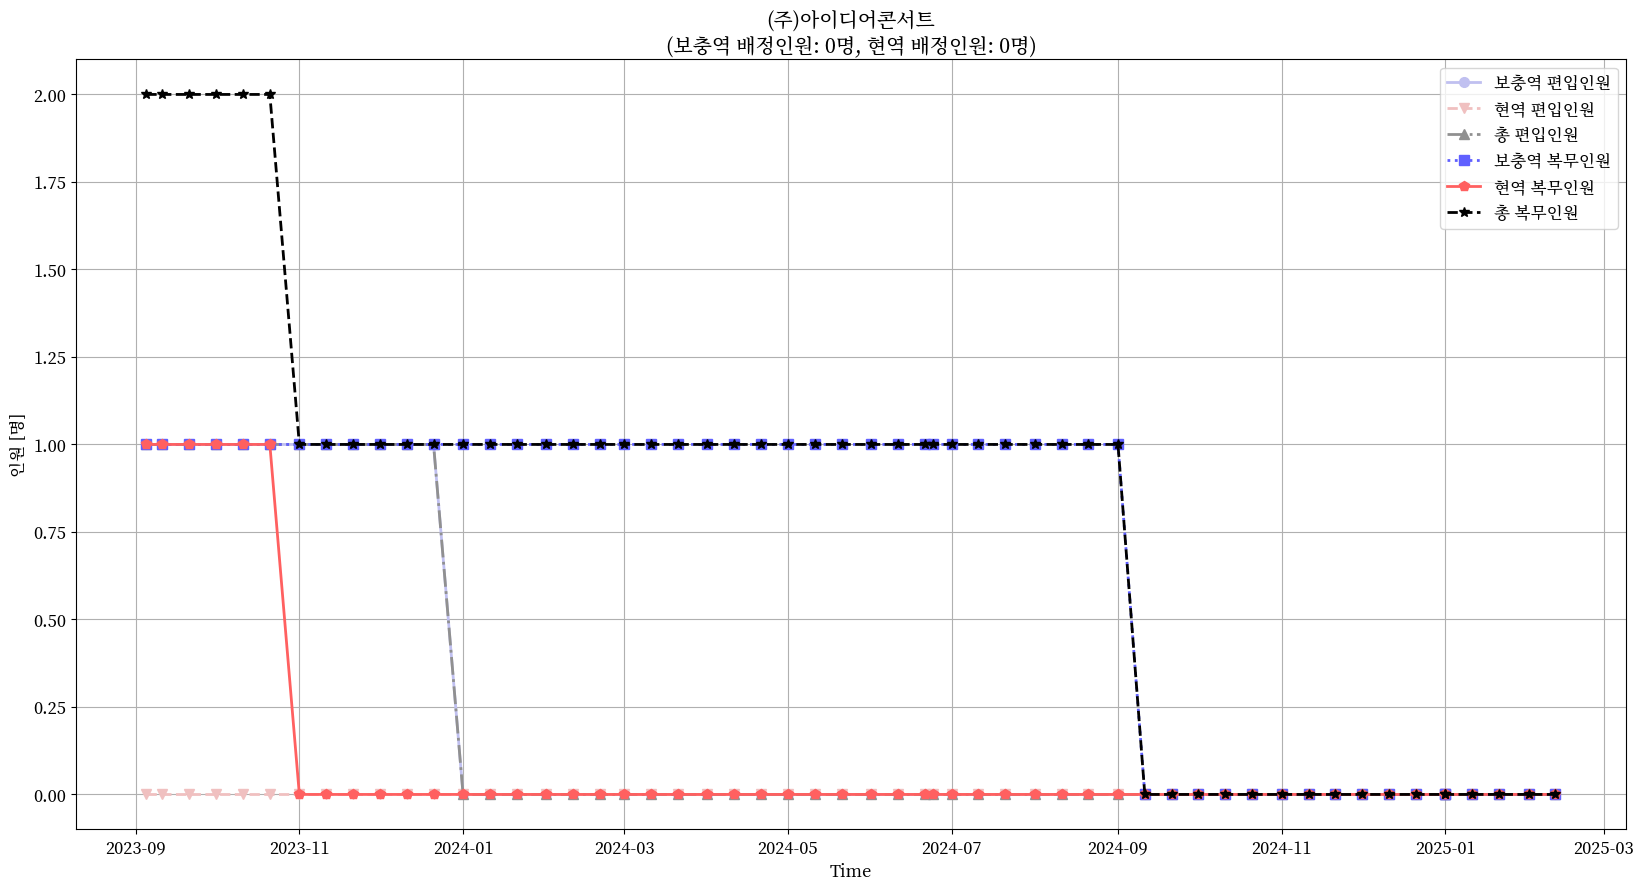 (주)아이디어콘서트
(보충역 배정인원: 0명, 현역 배정인원: 0명)
보충역 편입인원
현역 편입인원
총 편입인원
보충역 복무인원
현역 복무인원
총 복무인원
2.00
1.75
1.50
1.25
1.00
0.75
0.50
0.25
0.00
인원 [명]
2023-09 2023-11 2024-01 2024-03 2024-05 2024-07 2024-09 2024-11 2025-01 2025-03
Time